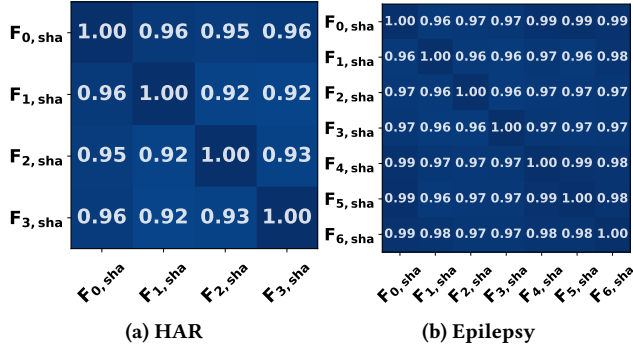 F0, sha 1.00 0.96 0.95 0.96
F1, sha 0.96 1.00 0.92 0.92
F2, sha 0.95 0.92 1.00 0.93
F3, sha 0.96 0.92 0.93 1.00
F0, sha F1, sha F2, sha F3, sha
(a) HAR
F0, sha 1.00 0.96 0.97 0.97 0.99 0.99 0.99
F1, sha 0.96 1.00 0.96 0.96 0.97 0.96 0.98
F2, sha 0.97 0.96 1.00 0.96 0.97 0.97 0.97
F3, sha 0.97 0.96 0.96 1.00 0.97 0.97 0.97
F4, sha 0.99 0.97 0.97 0.97 1.00 0.99 0.98
F5, sha 0.99 0.96 0.97 0.97 0.99 1.00 0.98
F6, sha 0.99 0.98 0.97 0.97 0.98 0.98 1.00
F0, sha F1, sha F2, sha F3, sha F4, sha F5, sha F6, sha
(b) Epilepsy